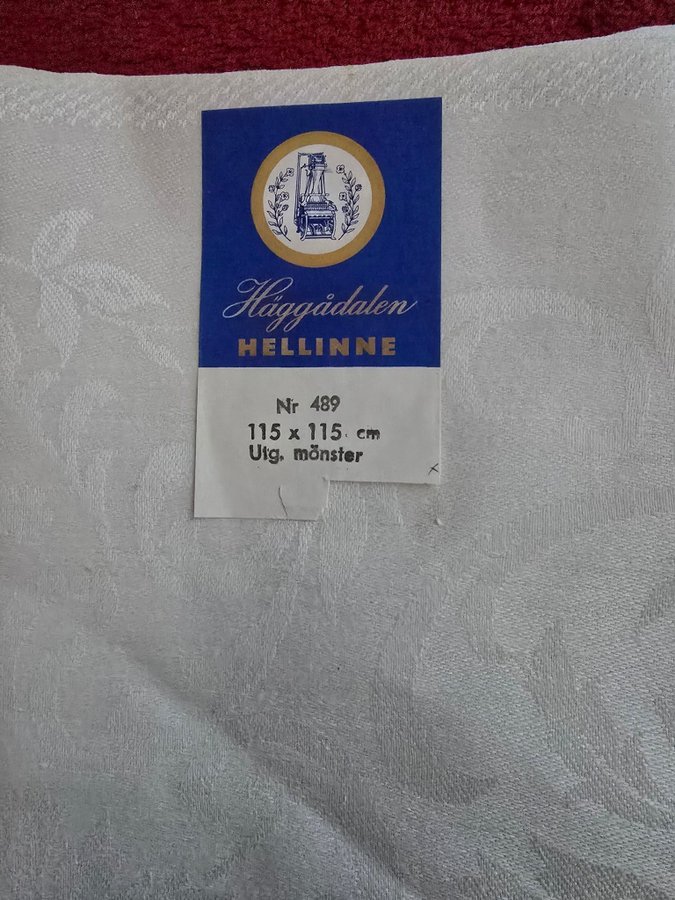 Häggådalen
HELLINNE
Nr 489
115 x 115 cm
Utg. mönster
x